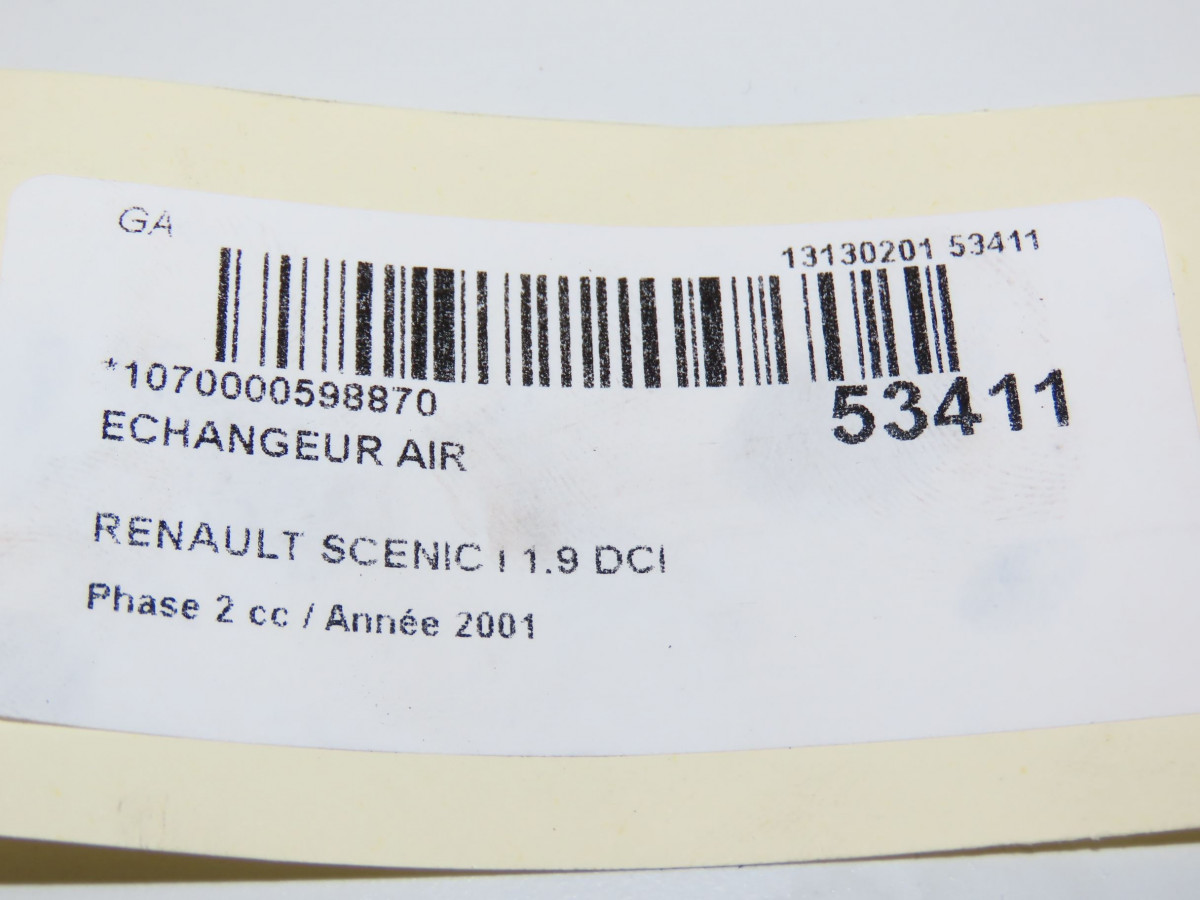 GA
13130201 53411
*1070000598870
53411
ECHANGEUR AIR
RENAULT SCENIC I 1.9 DCI
Phase 2 cc / Année 2001